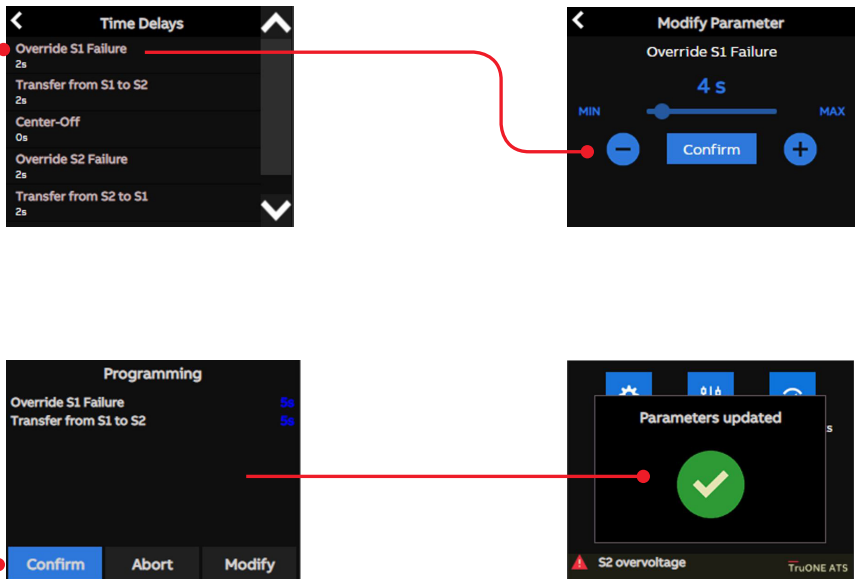 Time Delays
Override S1 Failure
2s
Transfer from S1 to S2
2s
Center-Off
0s
Override S2 Failure
2s
Transfer from S2 to S1
2s
Modify Parameter
Override S1 Failure
4 s
MIN
MAX
Confirm
Programming
Override S1 Failure 5s
Transfer from S1 to S2 5s
Confirm Abort Modify
Parameters updated
s
S2 overvoltage
TruONE ATS